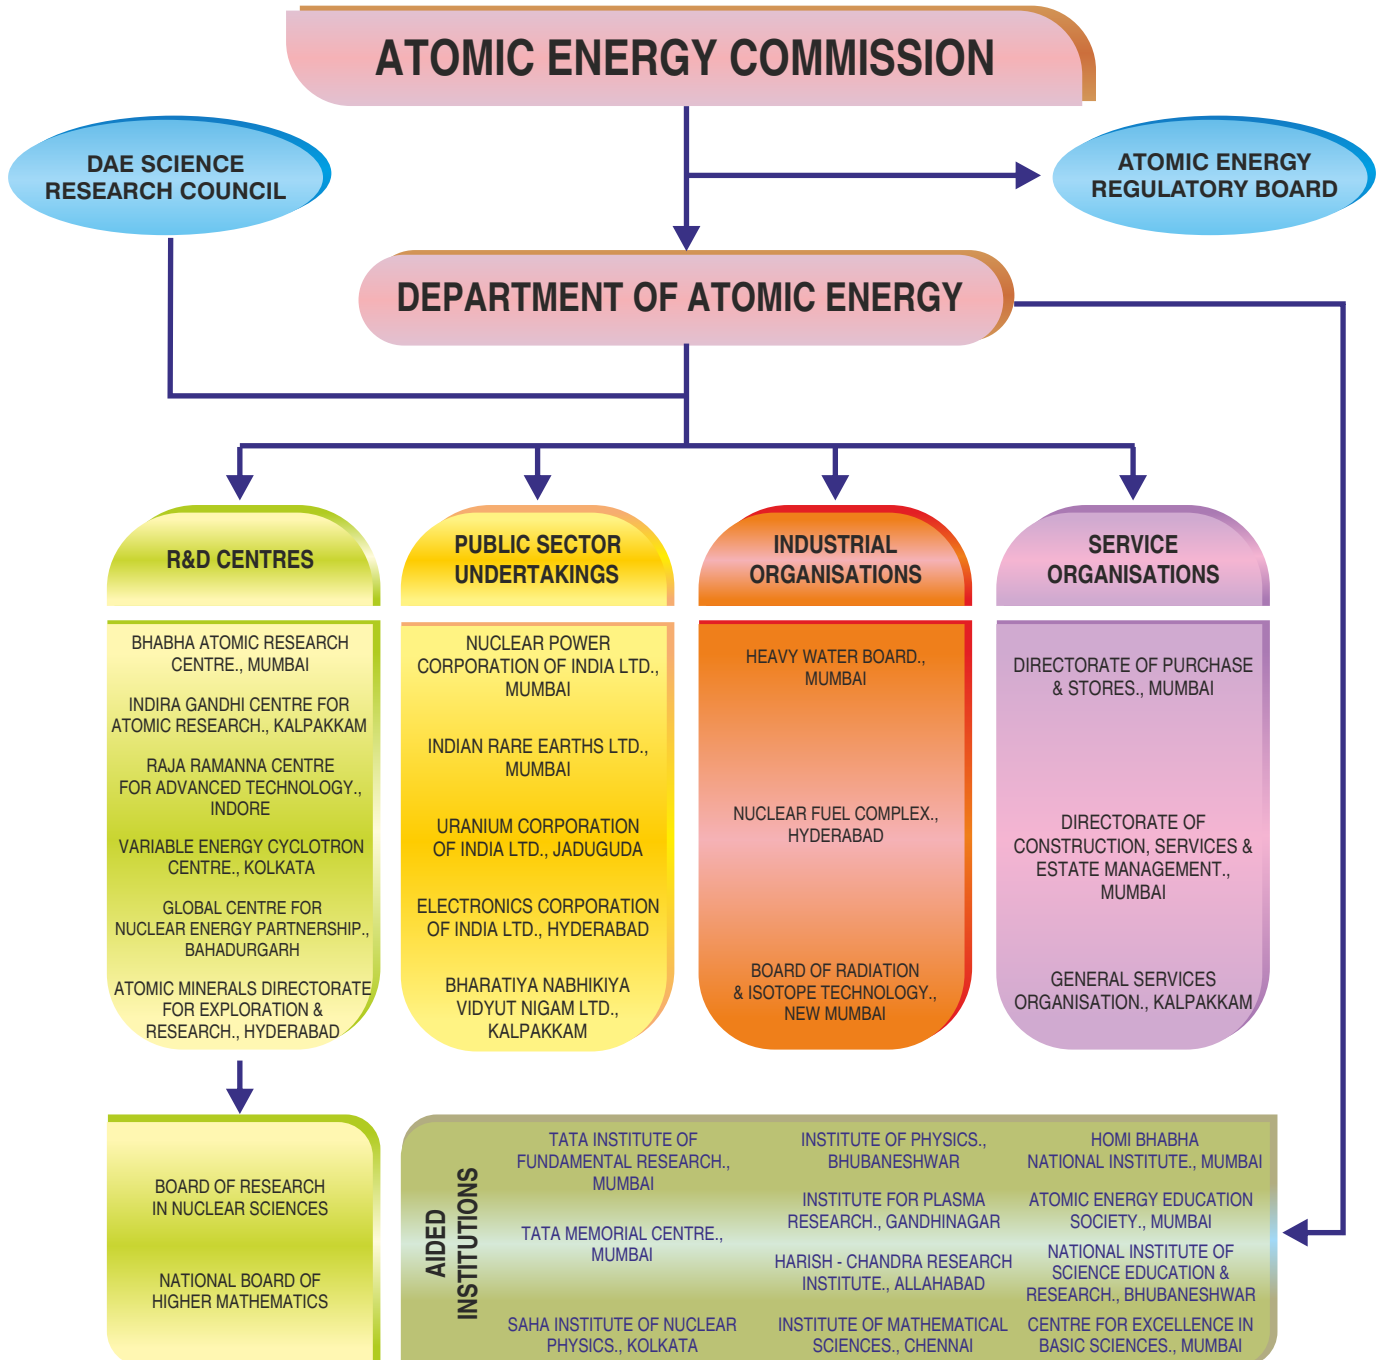 ATOMIC ENERGY COMMISSION
DAE SCIENCE
RESEARCH COUNCIL
ATOMIC ENERGY
REGULATORY BOARD
DEPARTMENT OF ATOMIC ENERGY
R&D CENTRES
BHABHA ATOMIC RESEARCH
CENTRE., MUMBAI
INDIRA GANDHI CENTRE FOR
ATOMIC RESEARCH., KALPAKKAM
RAJA RAMANNA CENTRE
FOR ADVANCED TECHNOLOGY.,
INDORE
VARIABLE ENERGY CYCLOTRON
CENTRE., KOLKATA
GLOBAL CENTRE FOR
NUCLEAR ENERGY PARTNERSHIP.,
BAHADURGARH
ATOMIC MINERALS DIRECTORATE
FOR EXPLORATION &
RESEARCH., HYDERABAD
PUBLIC SECTOR
UNDERTAKINGS
NUCLEAR POWER
CORPORATION OF INDIA LTD.,
MUMBAI
INDIAN RARE EARTHS LTD.,
MUMBAI
URANIUM CORPORATION
OF INDIA LTD., JADUGUDA
ELECTRONICS CORPORATION
OF INDIA LTD., HYDERABAD
BHARATIYA NABHIKIYA
VIDYUT NIGAM LTD.,
KALPAKKAM
INDUSTRIAL
ORGANISATIONS
HEAVY WATER BOARD.,
MUMBAI
NUCLEAR FUEL COMPLEX.,
HYDERABAD
BOARD OF RADIATION
& ISOTOPE TECHNOLOGY.,
NEW MUMBAI
SERVICE
ORGANISATIONS
DIRECTORATE OF PURCHASE
& STORES., MUMBAI
DIRECTORATE OF
CONSTRUCTION, SERVICES &
ESTATE MANAGEMENT.,
MUMBAI
GENERAL SERVICES
ORGANISATION., KALPAKKAM
BOARD OF RESEARCH
IN NUCLEAR SCIENCES
NATIONAL BOARD OF
HIGHER MATHEMATICS
AIDED
INSTITUTIONS
TATA INSTITUTE OF
FUNDAMENTAL RESEARCH.,
MUMBAI
TATA MEMORIAL CENTRE.,
MUMBAI
SAHA INSTITUTE OF NUCLEAR
PHYSICS., KOLKATA
INSTITUTE OF PHYSICS.,
BHUBANESHWAR
INSTITUTE FOR PLASMA
RESEARCH., GANDHINAGAR
HARISH - CHANDRA RESEARCH
INSTITUTE., ALLAHABAD
INSTITUTE OF MATHEMATICAL
SCIENCES., CHENNAI
HOMI BHABHA
NATIONAL INSTITUTE., MUMBAI
ATOMIC ENERGY EDUCATION
SOCIETY., MUMBAI
NATIONAL INSTITUTE OF
SCIENCE EDUCATION &
RESEARCH., BHUBANESHWAR
CENTRE FOR EXCELLENCE IN
BASIC SCIENCES., MUMBAI